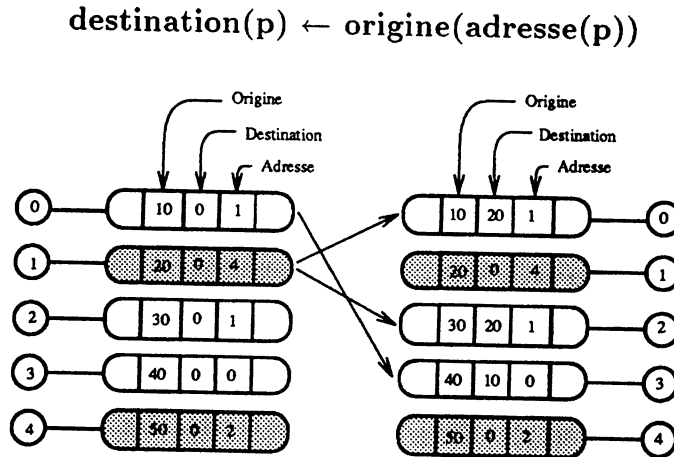 destination(p) ← origine(adresse(p))
Origine Origine
Destination Destination
Adresse Adresse
0 10 0 1 10 20 1 0
1 20 0 4 20 0 4 1
2 30 0 1 30 20 1 2
3 40 0 0 40 10 0 3
4 50 0 2 50 0 2 4